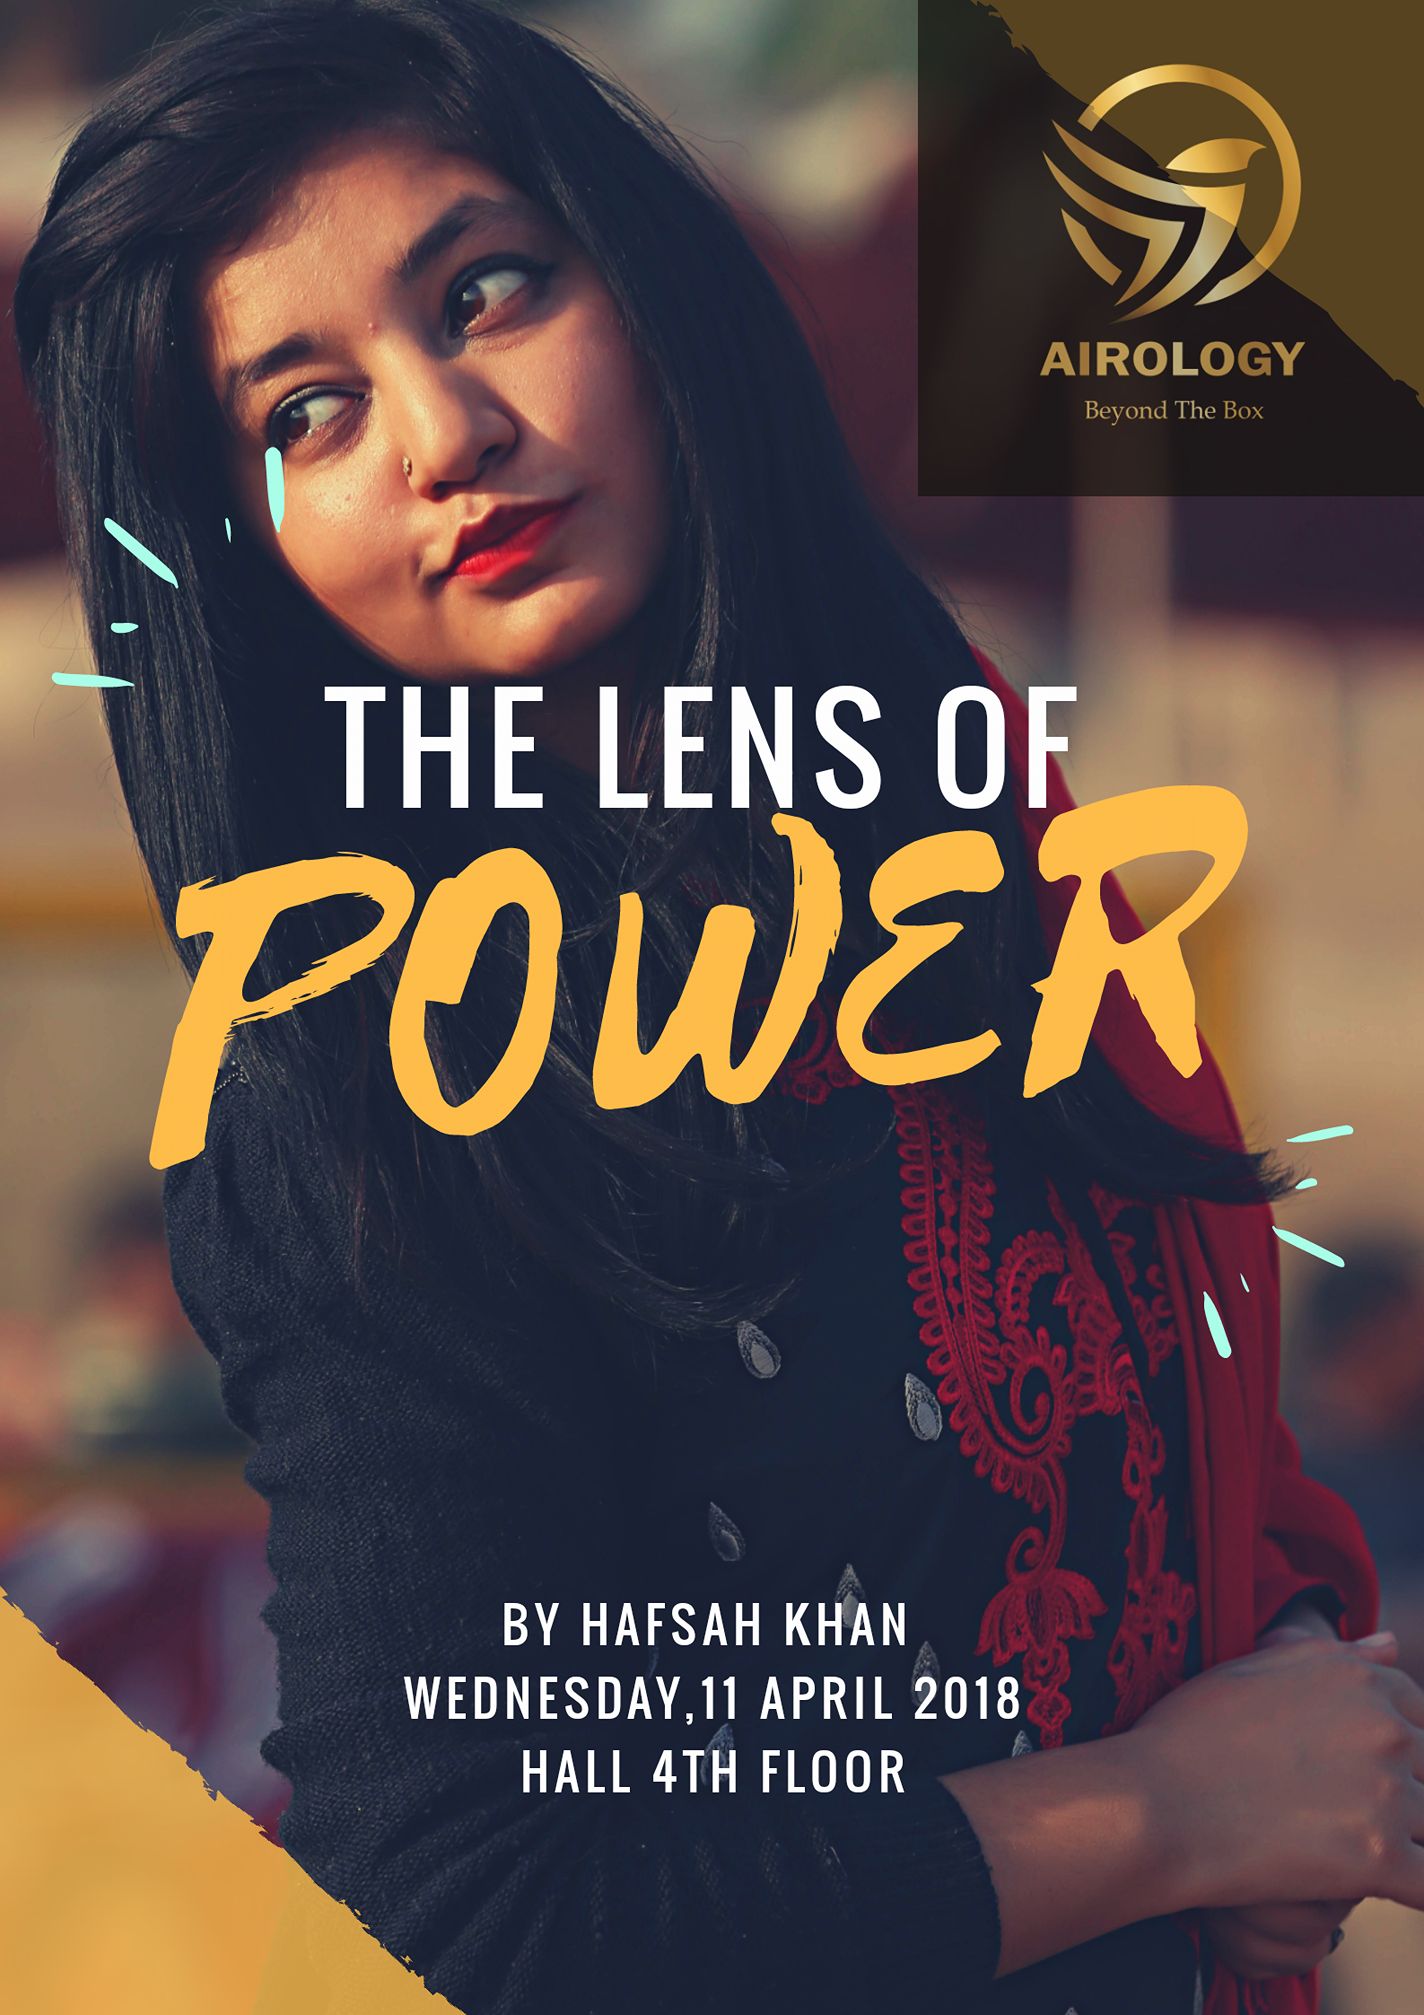 AIROLOGY
Beyond The Box
THE LENS OF
POWER
BY HAFSAH KHAN
WEDNESDAY,11 APRIL 2018
HALL 4TH FLOOR